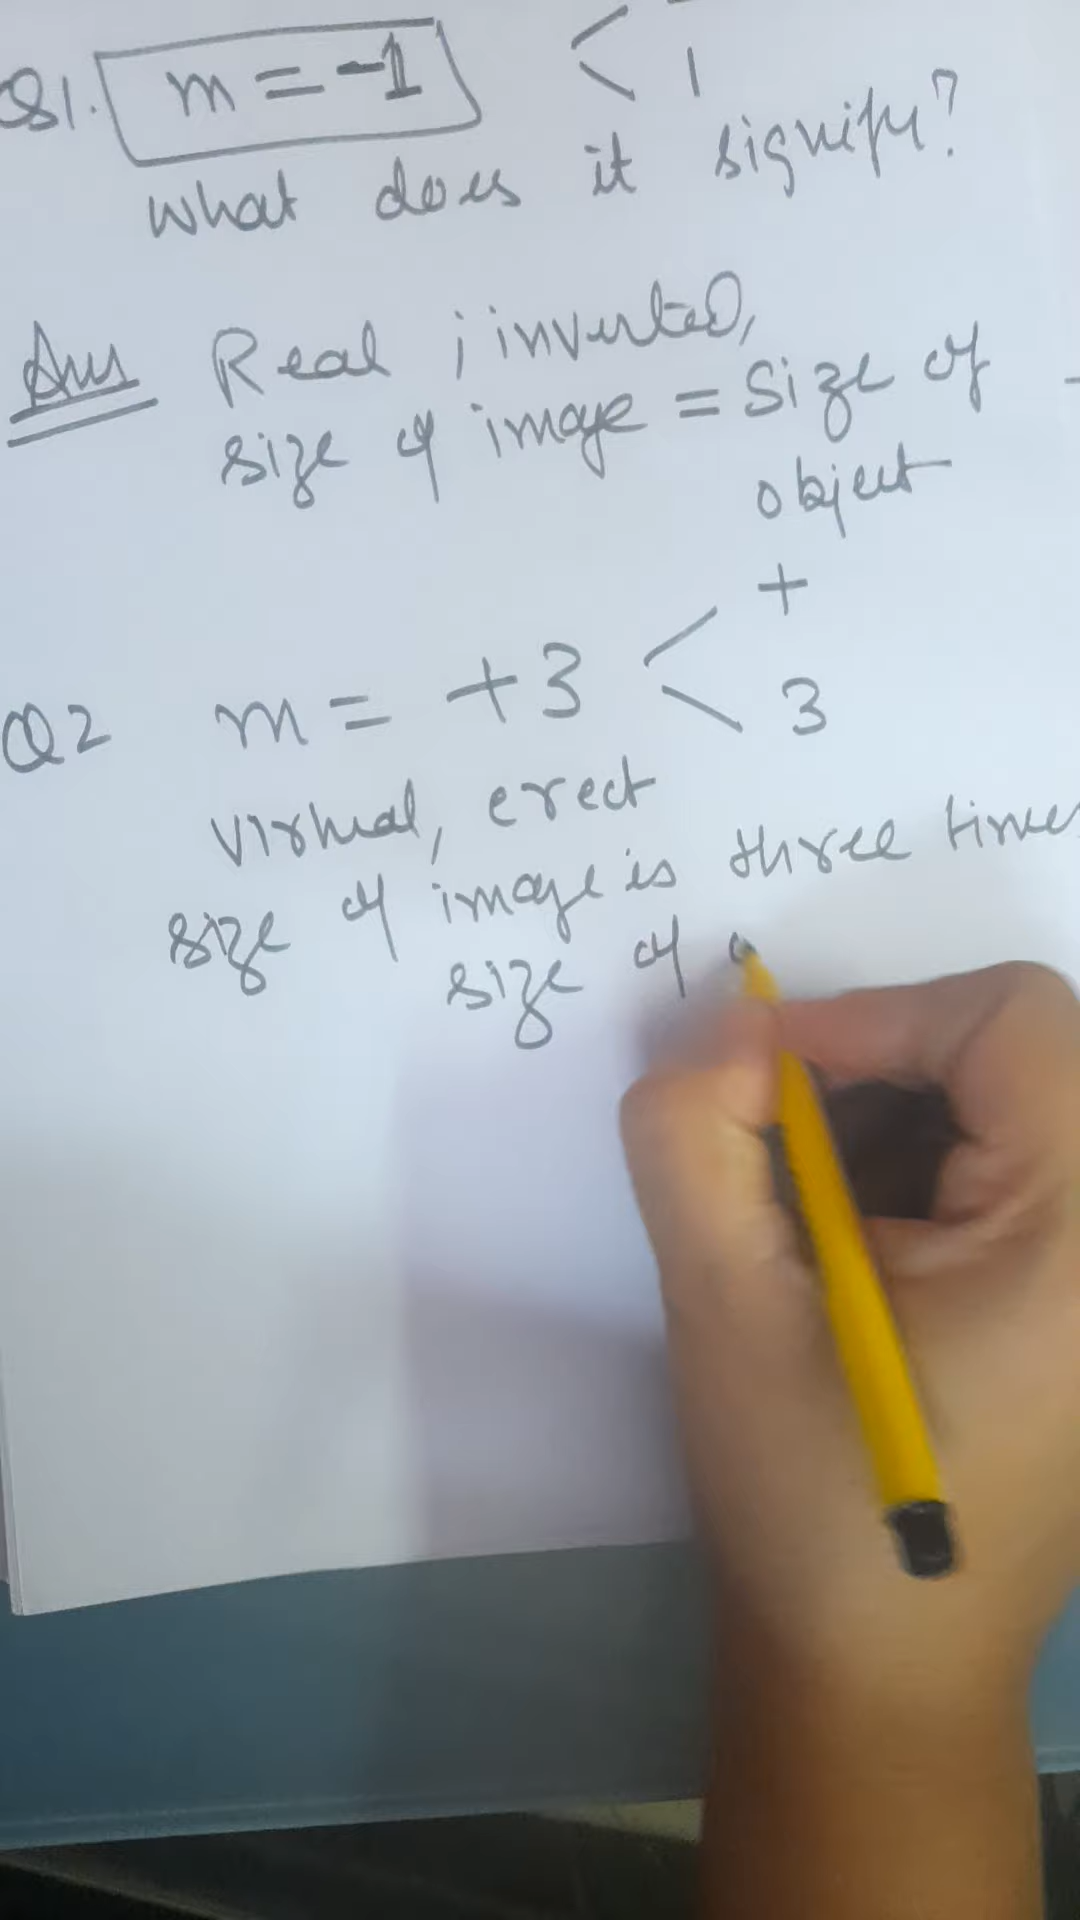 Q1. m = -1 < 1
What does it signify?
Ans Real, inverted,
size of image = Size of
object
+
Q2 m = +3 < 3
Virtual, erect
size of image is three times
size of o